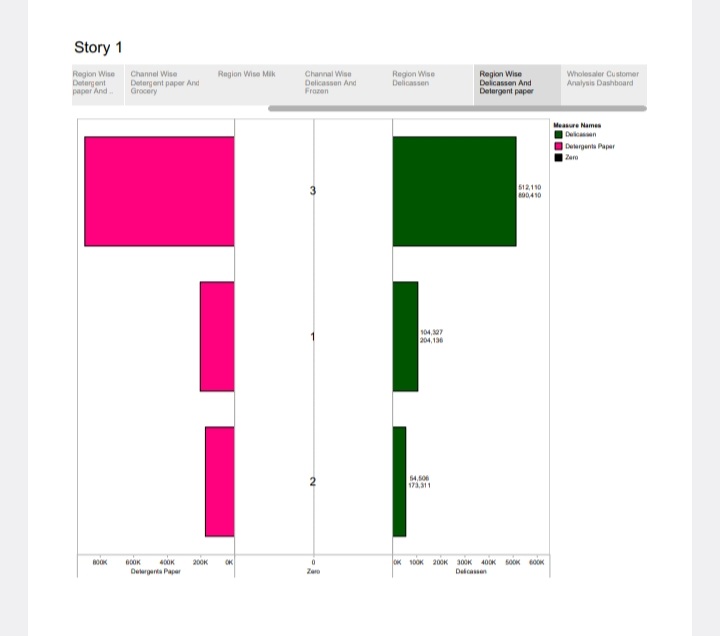 Story 1
Region Wise
Detergent
paper And ..
Channel Wise
Detergent paper And
Grocery
Region Wise Milk
Channal Wise
Delicassen And
Frozen
Region Wise
Delicassen
Region Wise
Delicassen And
Detergent paper
Wholesaler Customer
Analysis Dashboard
Measure Names
Delicassen
Detergents Paper
Zero
3
512,110
890,410
1
104,327
204,136
2
54,506
173,311
800K 600K 400K 200K 0K
Detergents Paper
0
Zero
0K 100K 200K 300K 400K 500K 600K
Delicassen